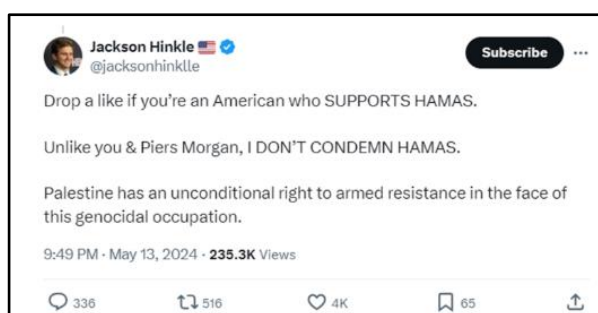 Jackson Hinkle
@jacksonhinklle
Subscribe
Drop a like if you're an American who SUPPORTS HAMAS.
Unlike you & Piers Morgan, I DON'T CONDEMN HAMAS.
Palestine has an unconditional right to armed resistance in the face of
this genocidal occupation.
9:49 PM · May 13, 2024 · 235.3K Views
336 516 4K 65